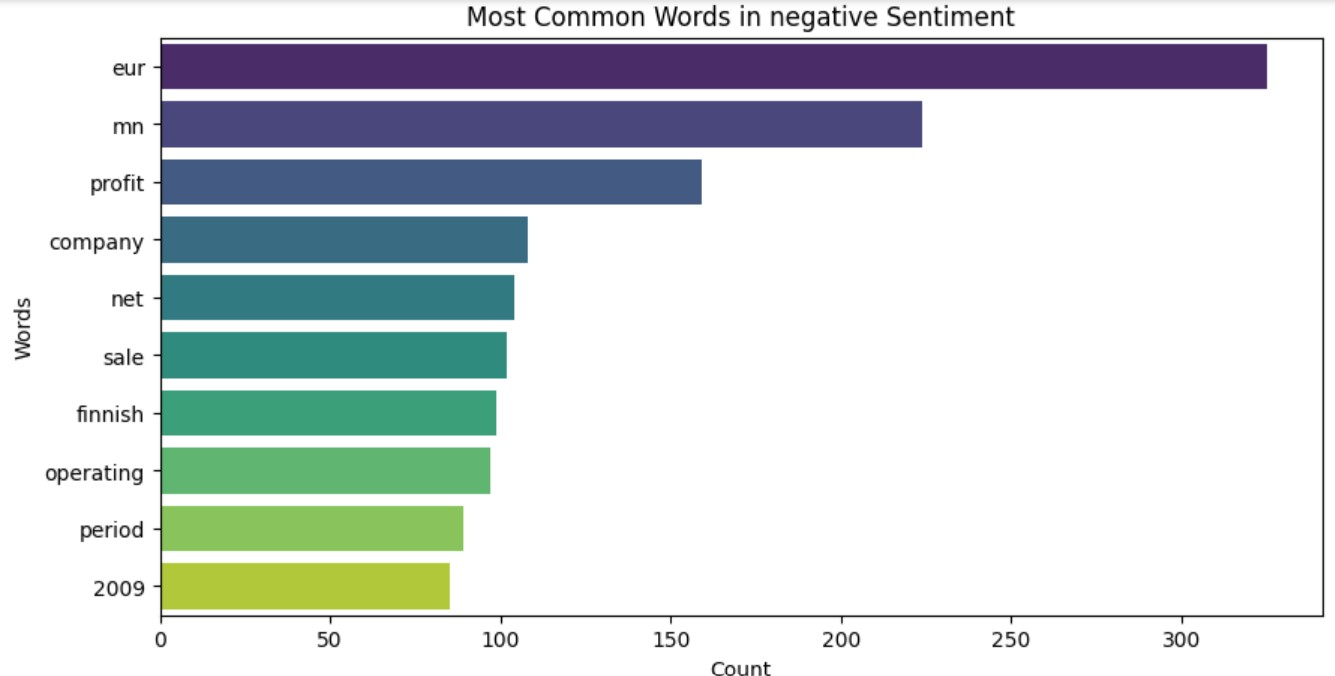 Most Common Words in negative Sentiment
Words
eur
mn
profit
company
net
sale
finnish
operating
period
2009
0 50 100 150 200 250 300
Count